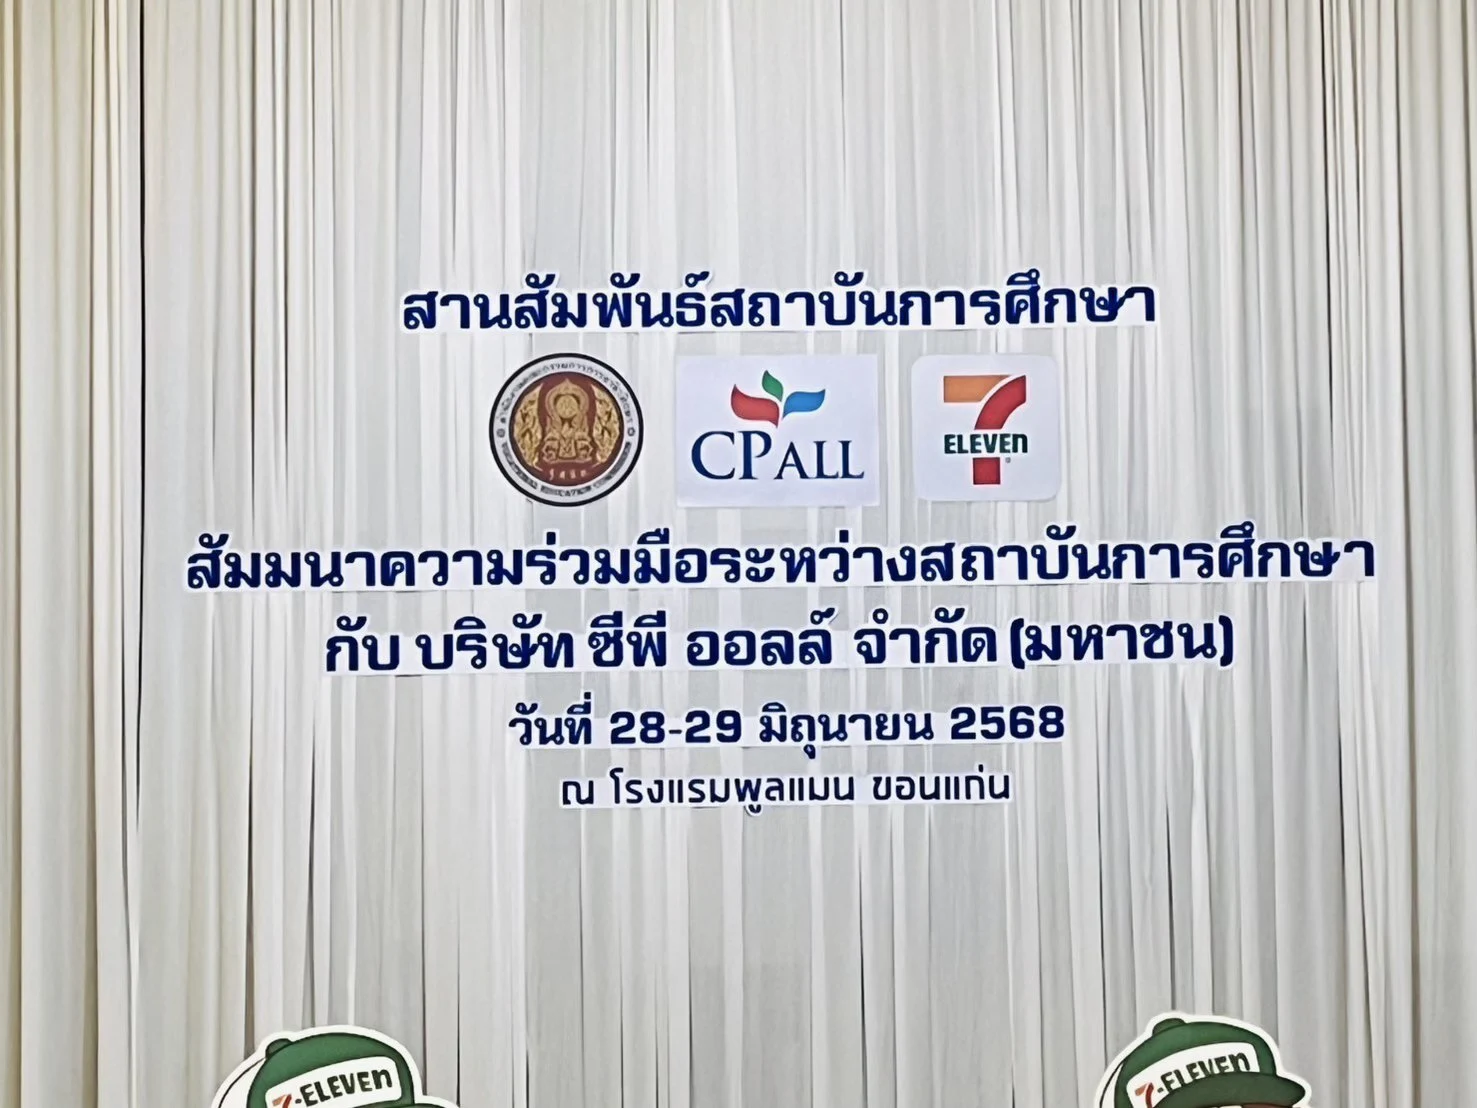 สานสัมพันธ์สถาบันการศึกษา
CP ALL
7 ELEVEn
สัมมนาความร่วมมือระหว่างสถาบันการศึกษา
กับ บริษัท ซีพี ออลล์ จำกัด (มหาชน)
วันที่ 28-29 มิถุนายน 2568
ณ โรงแรมพูลแมน ขอนแก่น
7-ELEVEn
7-ELEVEn